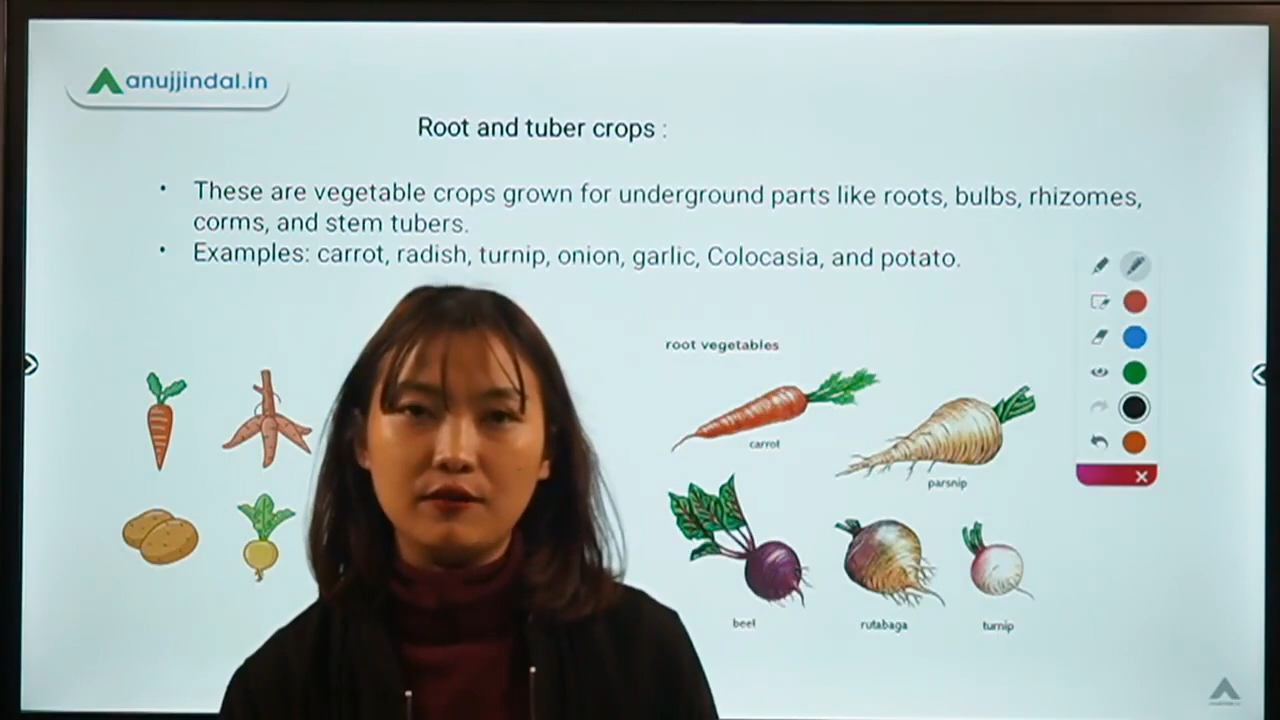 anujjindal.in
Root and tuber crops :
• These are vegetable crops grown for underground parts like roots, bulbs, rhizomes,
corms, and stem tubers.
• Examples: carrot, radish, turnip, onion, garlic, Colocasia, and potato.
root vegetables
carrot
parsnip
beet
rutabaga
turnip